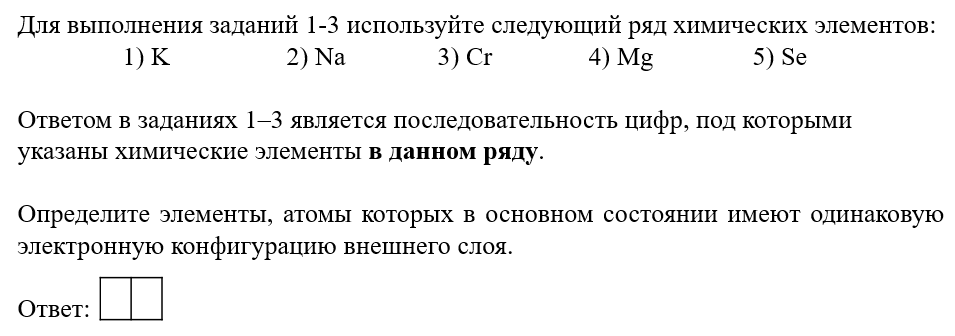 Для выполнения заданий 1-3 используйте следующий ряд химических элементов:
1) K 2) Na 3) Cr 4) Mg 5) Se
Ответом в заданиях 1–3 является последовательность цифр, под которыми
указаны химические элементы в данном ряду.
Определите элементы, атомы которых в основном состоянии имеют одинаковую
электронную конфигурацию внешнего слоя.
Ответ: